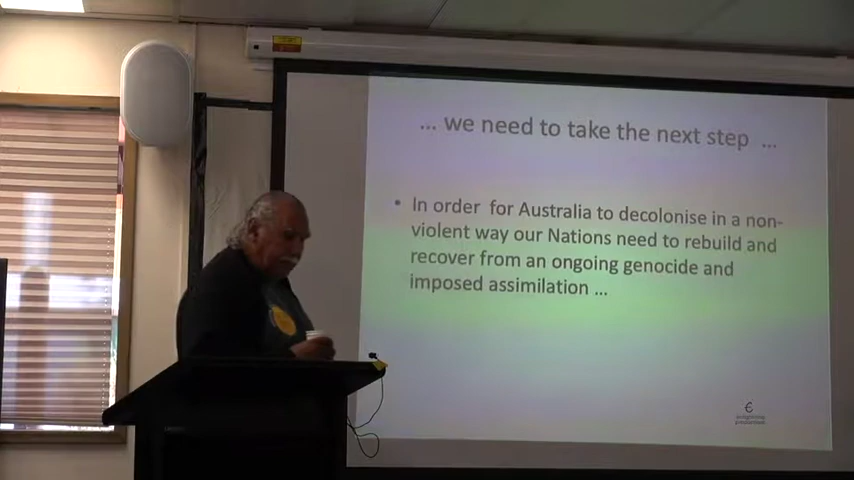 ... we need to take the next step ...
• In order for Australia to decolonise in a non-
violent way our Nations need to rebuild and
recover from an ongoing genocide and
imposed assimilation ...